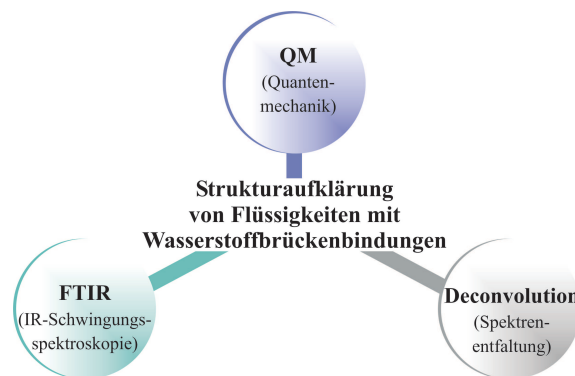 QM
(Quanten-
mechanik)
Strukturaufklärung
von Flüssigkeiten mit
Wasserstoffbrückenbindungen
FTIR
(IR-Schwingungs-
spektroskopie)
Deconvolution
(Spektren-
entfaltung)